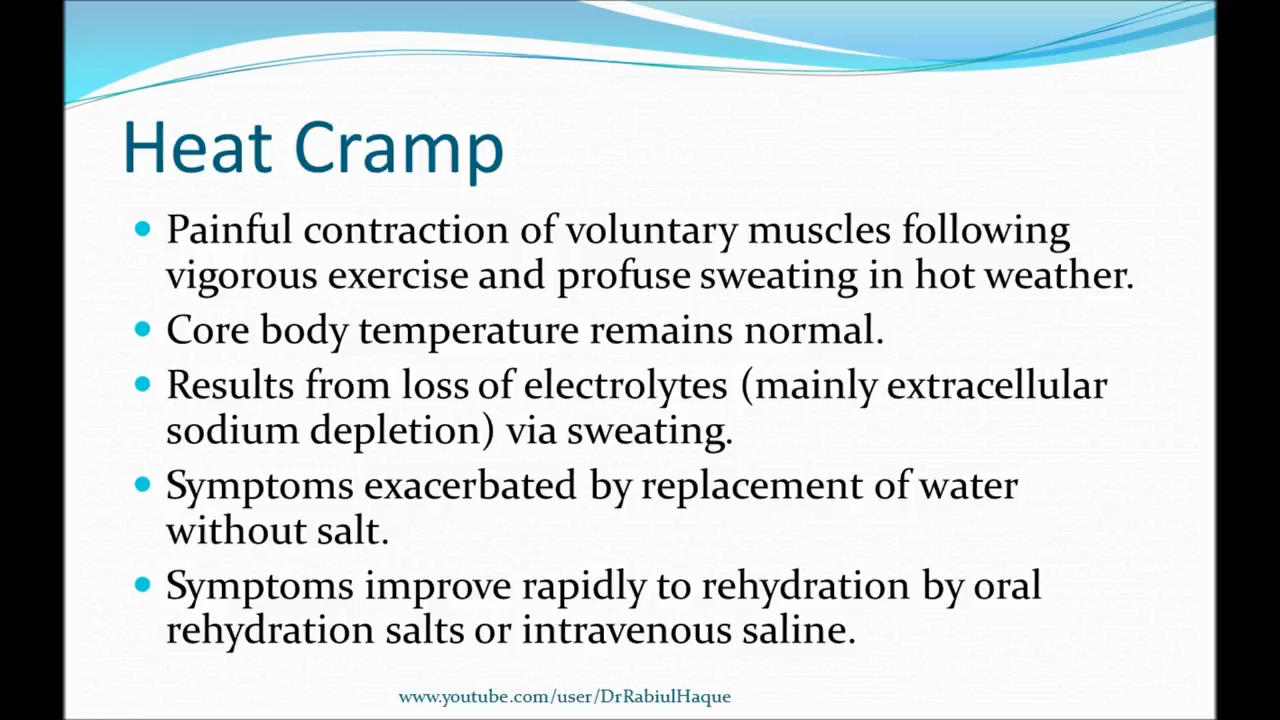 Heat Cramp
• Painful contraction of voluntary muscles following
vigorous exercise and profuse sweating in hot weather.
• Core body temperature remains normal.
• Results from loss of electrolytes (mainly extracellular
sodium depletion) via sweating.
• Symptoms exacerbated by replacement of water
without salt.
• Symptoms improve rapidly to rehydration by oral
rehydration salts or intravenous saline.
www.youtube.com/user/DrRabiulHaque